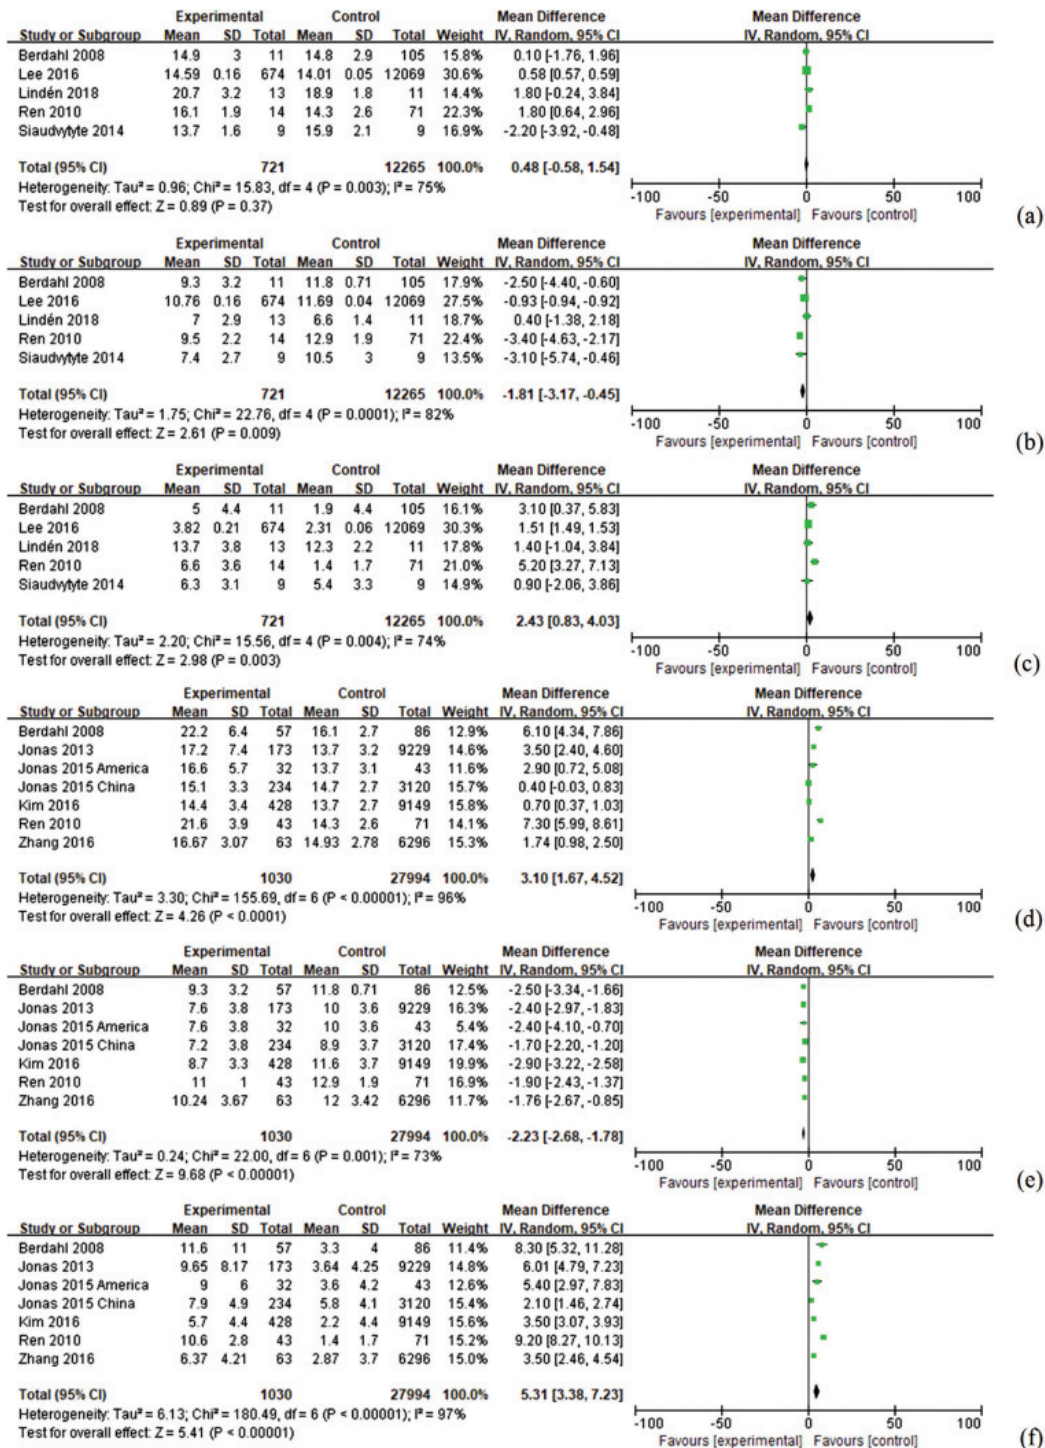 Experimental Control Mean Difference Mean Difference
Study or Subgroup Mean SD Total Mean SD Total Weight IV, Random, 95% CI IV, Random, 95% CI
Berdahl 2008 14.9 3 11 14.8 2.9 105 15.8% 0.10 [-1.76, 1.96]
Lee 2016 14.59 0.16 674 14.01 0.05 12069 30.6% 0.58 [0.57, 0.59]
Lindén 2018 20.7 3.2 13 18.9 1.8 11 14.4% 1.80 [-0.24, 3.84]
Ren 2010 16.1 1.9 14 14.3 2.6 71 22.3% 1.80 [0.64, 2.96]
Siaudvytyte 2014 13.7 1.6 9 15.9 2.1 9 16.9% -2.20 [-3.92, -0.48]
Total (95% CI) 721 12265 100.0% 0.48 [-0.58, 1.54]
Heterogeneity: Tau² = 0.96; Chi² = 15.83, df = 4 (P = 0.003); I² = 75%
Test for overall effect: Z = 0.89 (P = 0.37)
-100 -50 0 50 100
Favours [experimental] Favours [control]
(a)
Experimental Control Mean Difference Mean Difference
Study or Subgroup Mean SD Total Mean SD Total Weight IV, Random, 95% CI IV, Random, 95% CI
Berdahl 2008 9.3 3.2 11 11.8 0.71 105 17.9% -2.50 [-4.40, -0.60]
Lee 2016 10.76 0.16 674 11.69 0.04 12069 27.5% -0.93 [-0.94, -0.92]
Lindén 2018 7 2.9 13 6.6 1.4 11 18.7% 0.40 [-1.38, 2.18]
Ren 2010 9.5 2.2 14 12.9 1.9 71 22.4% -3.40 [-4.63, -2.17]
Siaudvytyte 2014 7.4 2.7 9 10.5 3 9 13.5% -3.10 [-5.74, -0.46]
Total (95% CI) 721 12265 100.0% -1.81 [-3.17, -0.45]
Heterogeneity: Tau² = 1.75; Chi² = 22.76, df = 4 (P = 0.0001); I² = 82%
Test for overall effect: Z = 2.61 (P = 0.009)
-100 -50 0 50 100
Favours [experimental] Favours [control]
(b)
Experimental Control Mean Difference Mean Difference
Study or Subgroup Mean SD Total Mean SD Total Weight IV, Random, 95% CI IV, Random, 95% CI
Berdahl 2008 5 4.4 11 1.9 4.4 105 16.1% 3.10 [0.37, 5.83]
Lee 2016 3.82 0.21 674 2.31 0.06 12069 30.3% 1.51 [1.49, 1.53]
Lindén 2018 13.7 3.8 13 12.3 2.2 11 17.8% 1.40 [-1.04, 3.84]
Ren 2010 6.6 3.6 14 1.4 1.7 71 21.0% 5.20 [3.27, 7.13]
Siaudvytyte 2014 6.3 3.1 9 5.4 3.3 9 14.9% 0.90 [-2.06, 3.86]
Total (95% CI) 721 12265 100.0% 2.43 [0.83, 4.03]
Heterogeneity: Tau² = 2.20; Chi² = 15.56, df = 4 (P = 0.004); I² = 74%
Test for overall effect: Z = 2.98 (P = 0.003)
-100 -50 0 50 100
Favours [experimental] Favours [control]
(c)
Experimental Control Mean Difference Mean Difference
Study or Subgroup Mean SD Total Mean SD Total Weight IV, Random, 95% CI IV, Random, 95% CI
Berdahl 2008 22.2 6.4 57 16.1 2.7 86 12.9% 6.10 [4.34, 7.86]
Jonas 2013 17.2 7.4 173 13.7 3.2 9229 14.6% 3.50 [2.40, 4.60]
Jonas 2015 America 16.6 5.7 32 13.7 3.1 43 11.6% 2.90 [0.72, 5.08]
Jonas 2015 China 15.1 3.3 234 14.7 2.7 3120 15.7% 0.40 [-0.03, 0.83]
Kim 2016 14.4 3.4 428 13.7 2.7 9149 15.8% 0.70 [0.37, 1.03]
Ren 2010 21.6 3.9 43 14.3 2.6 71 14.1% 7.30 [5.99, 8.61]
Zhang 2016 16.67 3.07 63 14.93 2.78 6296 15.3% 1.74 [0.98, 2.50]
Total (95% CI) 1030 27994 100.0% 3.10 [1.67, 4.52]
Heterogeneity: Tau² = 3.30; Chi² = 155.69, df = 6 (P < 0.00001); I² = 96%
Test for overall effect: Z = 4.26 (P < 0.0001)
-100 -50 0 50 100
Favours [experimental] Favours [control]
(d)
Experimental Control Mean Difference Mean Difference
Study or Subgroup Mean SD Total Mean SD Total Weight IV, Random, 95% CI IV, Random, 95% CI
Berdahl 2008 9.3 3.2 57 11.8 0.71 86 12.5% -2.50 [-3.34, -1.66]
Jonas 2013 7.6 3.8 173 10 3.6 9229 16.3% -2.40 [-2.97, -1.83]
Jonas 2015 America 7.6 3.8 32 10 3.6 43 5.4% -2.40 [-4.10, -0.70]
Jonas 2015 China 7.2 3.8 234 8.9 3.7 3120 17.4% -1.70 [-2.20, -1.20]
Kim 2016 8.7 3.3 428 11.6 3.7 9149 19.9% -2.90 [-3.22, -2.58]
Ren 2010 11 1 43 12.9 1.9 71 16.9% -1.90 [-2.43, -1.37]
Zhang 2016 10.24 3.67 63 12 3.42 6296 11.7% -1.76 [-2.67, -0.85]
Total (95% CI) 1030 27994 100.0% -2.23 [-2.68, -1.78]
Heterogeneity: Tau² = 0.24; Chi² = 22.00, df = 6 (P = 0.001); I² = 73%
Test for overall effect: Z = 9.68 (P < 0.00001)
-100 -50 0 50 100
Favours [experimental] Favours [control]
(e)
Experimental Control Mean Difference Mean Difference
Study or Subgroup Mean SD Total Mean SD Total Weight IV, Random, 95% CI IV, Random, 95% CI
Berdahl 2008 11.6 11 57 3.3 4 86 11.4% 8.30 [5.32, 11.28]
Jonas 2013 9.65 8.17 173 3.64 4.25 9229 14.8% 6.01 [4.79, 7.23]
Jonas 2015 America 9 6 32 3.6 4.2 43 12.7% 5.40 [2.97, 7.83]
Jonas 2015 China 7.9 4.9 234 5.8 4.1 3120 15.4% 2.10 [1.46, 2.74]
Kim 2016 5.7 4.4 428 2.2 4.4 9149 15.5% 3.50 [3.07, 3.93]
Ren 2010 10.6 2.8 43 1.4 1.7 71 15.2% 9.20 [8.27, 10.13]
Zhang 2016 6.37 4.21 63 2.87 3.7 6296 15.0% 3.50 [2.46, 4.54]
Total (95% CI) 1030 27994 100.0% 5.31 [3.38, 7.23]
Heterogeneity: Tau² = 6.13; Chi² = 180.49, df = 6 (P < 0.00001); I² = 97%
Test for overall effect: Z = 5.41 (P < 0.00001)
-100 -50 0 50 100
Favours [experimental] Favours [control]
(f)